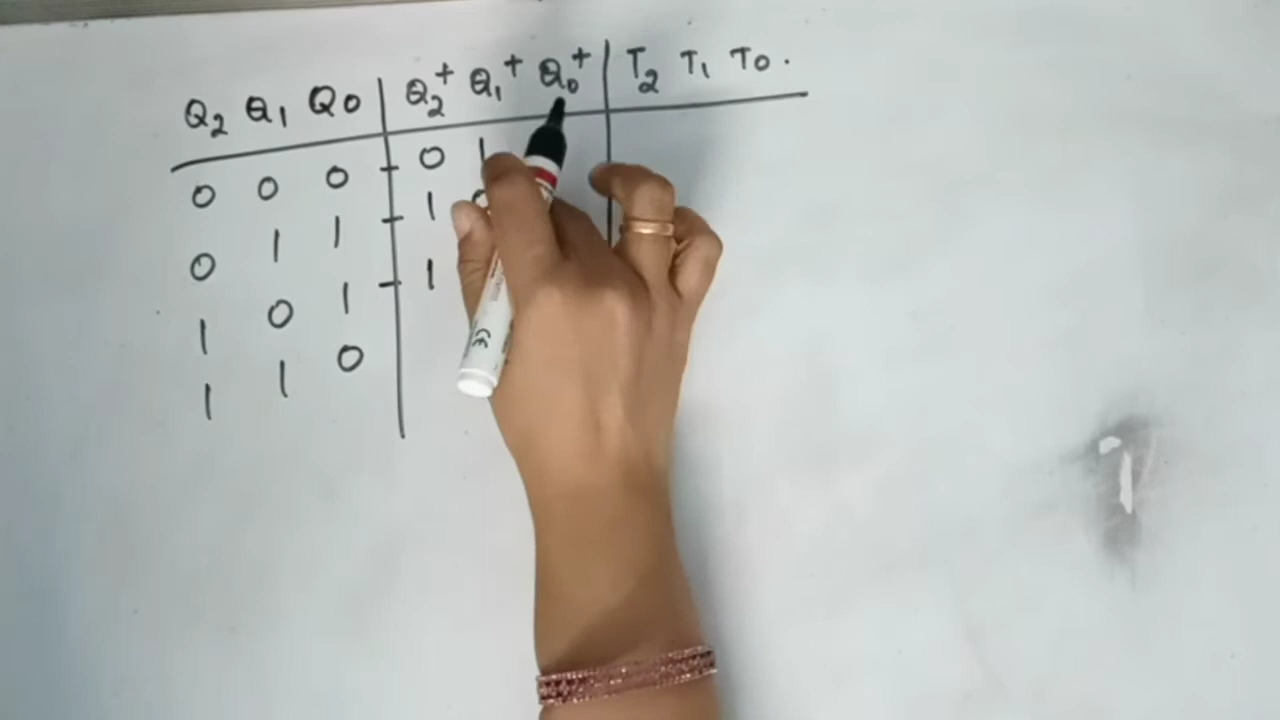 Q₂ Q₁ Q₀ | Q₂⁺ Q₁⁺ Q₀⁺ | T₂ T₁ T₀.
0 0 0 0 1
0 1 1 1 0
1 0 1 1
1 1 0
CE